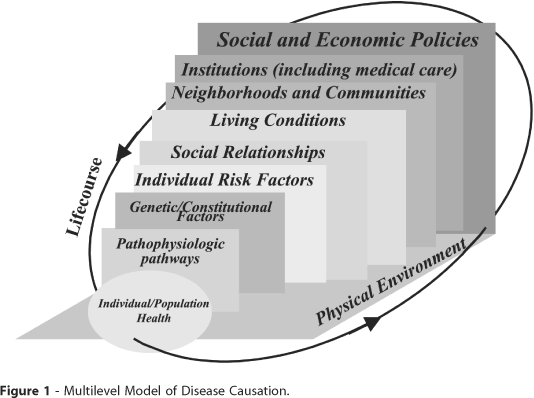 Social and Economic Policies
Institutions (including medical care)
Neighborhoods and Communities
Living Conditions
Social Relationships
Individual Risk Factors
Genetic/Constitutional
Factors
Pathophysiologic
pathways
Individual/Population
Health
Lifecourse
Physical Environment
Figure 1 - Multilevel Model of Disease Causation.